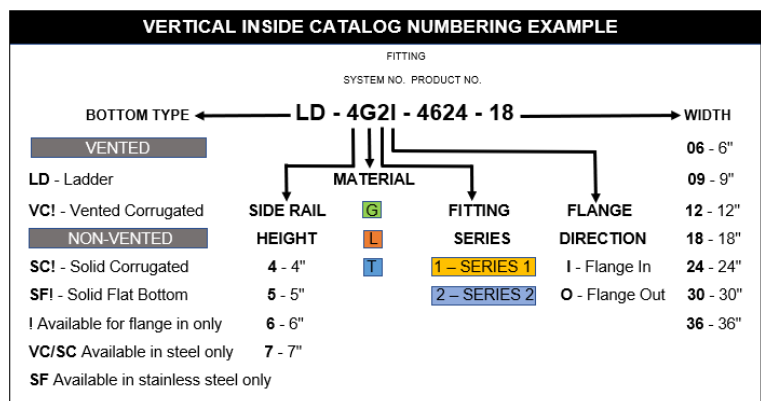 VERTICAL INSIDE CATALOG NUMBERING EXAMPLE
FITTING
SYSTEM NO. PRODUCT NO.
BOTTOM TYPE LD - 4G2I - 4624 - 18 WIDTH
VENTED 06 - 6"
LD - Ladder MATERIAL 09 - 9"
VC! - Vented Corrugated SIDE RAIL G FITTING FLANGE 12 - 12"
NON-VENTED HEIGHT L SERIES DIRECTION 18 - 18"
SC! - Solid Corrugated 4 - 4" T 1 – SERIES 1 I - Flange In 24 - 24"
SF! - Solid Flat Bottom 5 - 5" 2 – SERIES 2 O - Flange Out 30 - 30"
! Available for flange in only 6 - 6" 36 - 36"
VC/SC Available in steel only 7 - 7"
SF Available in stainless steel only